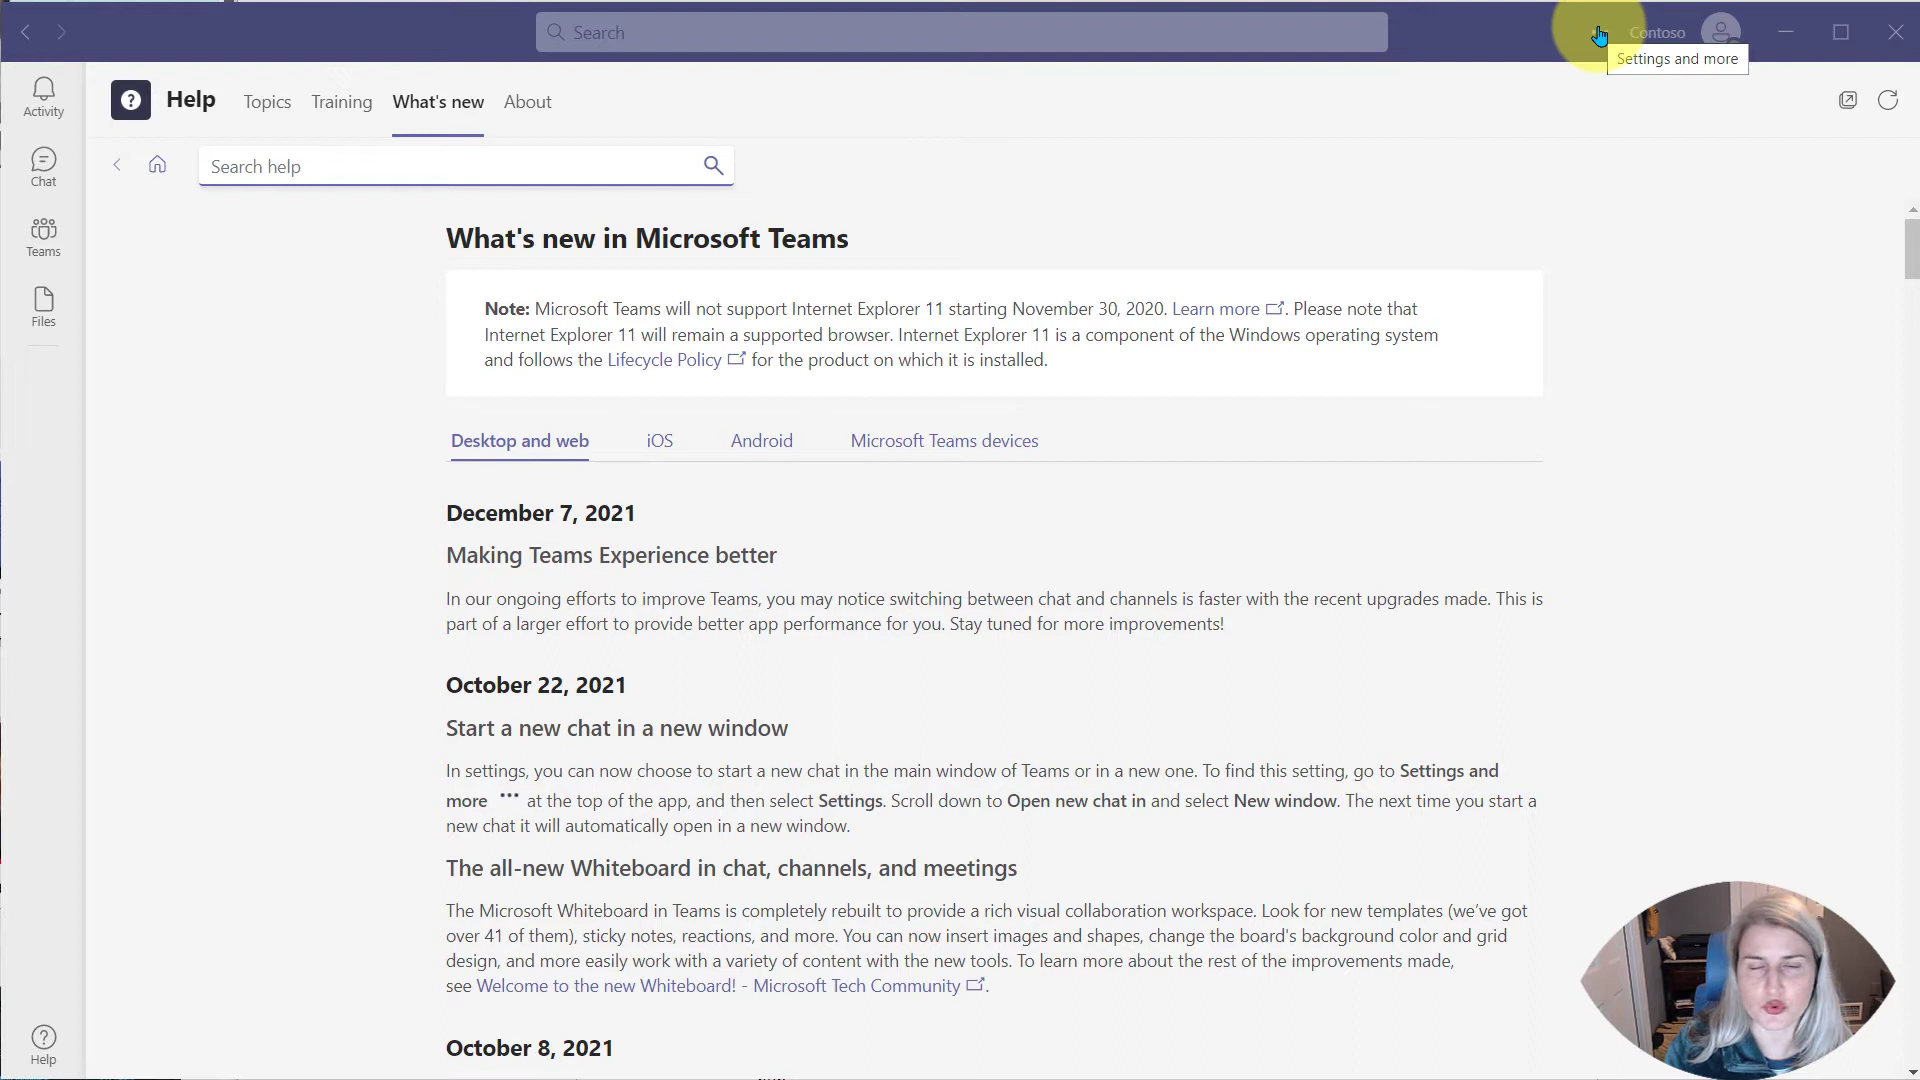 Search
Contoso
Settings and more
Activity
Chat
Teams
Files
Help
Help Topics Training What's new About
Search help
What's new in Microsoft Teams
Note: Microsoft Teams will not support Internet Explorer 11 starting November 30, 2020. Learn more. Please note that
Internet Explorer 11 will remain a supported browser. Internet Explorer 11 is a component of the Windows operating system
and follows the Lifecycle Policy for the product on which it is installed.
Desktop and web iOS Android Microsoft Teams devices
December 7, 2021
Making Teams Experience better
In our ongoing efforts to improve Teams, you may notice switching between chat and channels is faster with the recent upgrades made. This is
part of a larger effort to provide better app performance for you. Stay tuned for more improvements!
October 22, 2021
Start a new chat in a new window
In settings, you can now choose to start a new chat in the main window of Teams or in a new one. To find this setting, go to Settings and
more ••• at the top of the app, and then select Settings. Scroll down to Open new chat in and select New window. The next time you start a
new chat it will automatically open in a new window.
The all-new Whiteboard in chat, channels, and meetings
The Microsoft Whiteboard in Teams is completely rebuilt to provide a rich visual collaboration workspace. Look for new templates (we've got
over 41 of them), sticky notes, reactions, and more. You can now insert images and shapes, change the board's background color and grid
design, and more easily work with a variety of content with the new tools. To learn more about the rest of the improvements made,
see Welcome to the new Whiteboard! - Microsoft Tech Community.
October 8, 2021